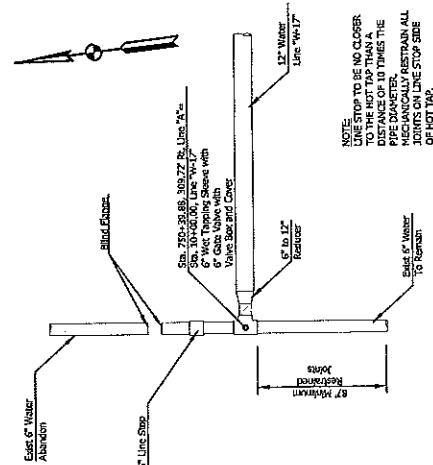 Exist 6" Water
Abandon
Blind Flange
" Line Stop
Sta. 750+39.88, 309.72' Rt, Line "A"=
Sta. 10+00.00, Line "W-17"
6" Wet Tapping Sleeve with
6" Gate Valve with
Valve Box and Cover
12" Water
Line "W-17"
6" to 12"
Reducer
87' Minimum
Restrained
Joints
Exist 6" Water
To Remain
NOTE:
LINE STOP TO BE NO CLOSER
TO THE HOT TAP THAN A
DISTANCE OF 10 TIMES THE
PIPE DIAMETER.
MECHANICALLY RESTRAIN ALL
JOINTS ON LINE STOP SIDE
OF HOT TAP.